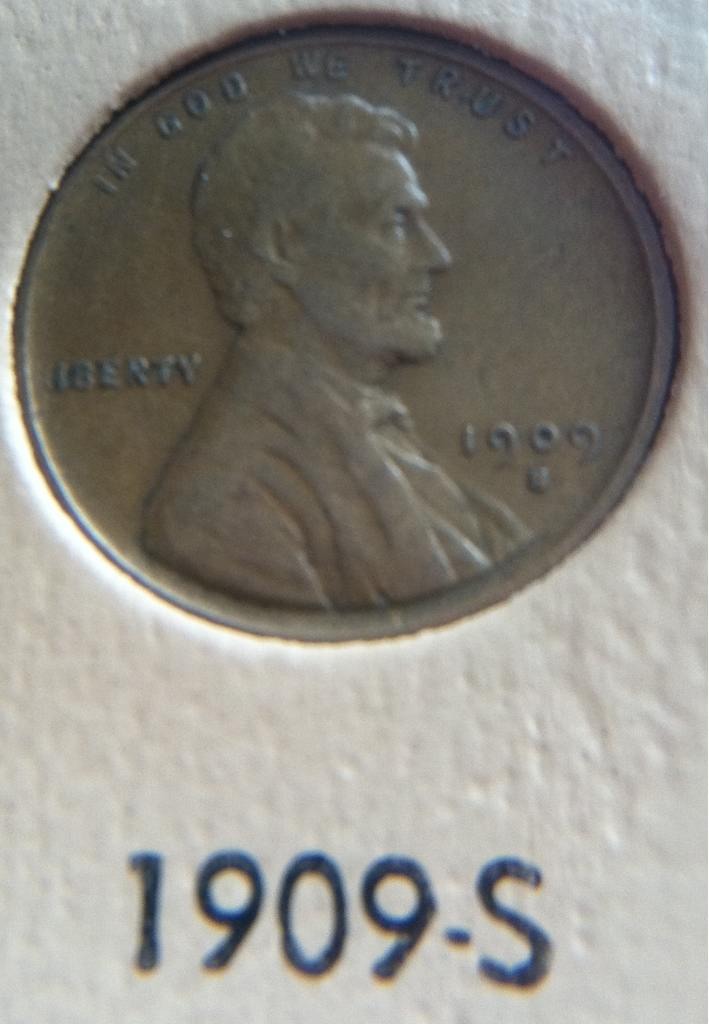 IN GOD WE TRUST
LIBERTY
1909
S
1909-S